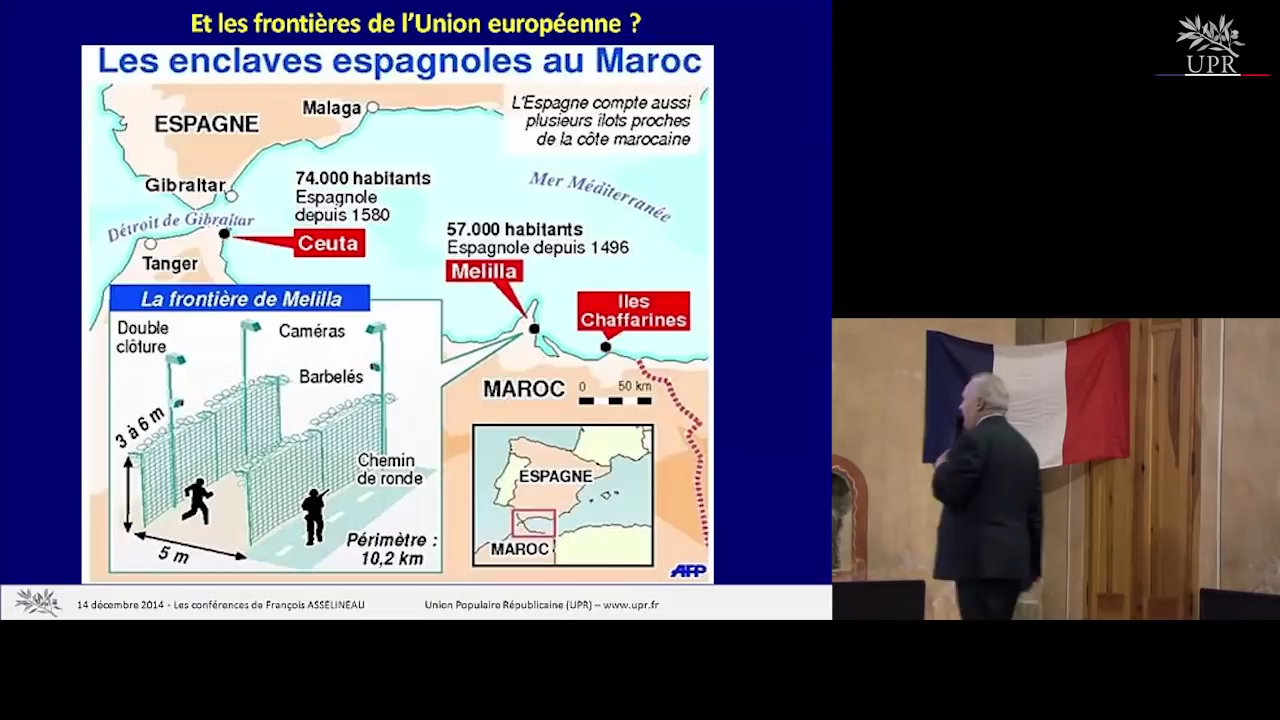 Et les frontières de l'Union européenne ?
UPR
Les enclaves espagnoles au Maroc
L'Espagne compte aussi
plusieurs îlots proches
de la côte marocaine
Malaga
ESPAGNE
Gibraltar
Détroit de Gibraltar
Tanger
74.000 habitants
Espagnole
depuis 1580
Ceuta
Mer Méditerranée
57.000 habitants
Espagnole depuis 1496
Melilla
Iles
Chaffarines
MAROC
0 50 km
La frontière de Melilla
Double
clôture
Caméras
Barbelés
3 à 6 m
Chemin
de ronde
5 m
Périmètre :
10,2 km
ESPAGNE
MAROC
AFP
14 décembre 2014 - Les conférences de François ASSELINEAU
Union Populaire Républicaine (UPR) – www.upr.fr